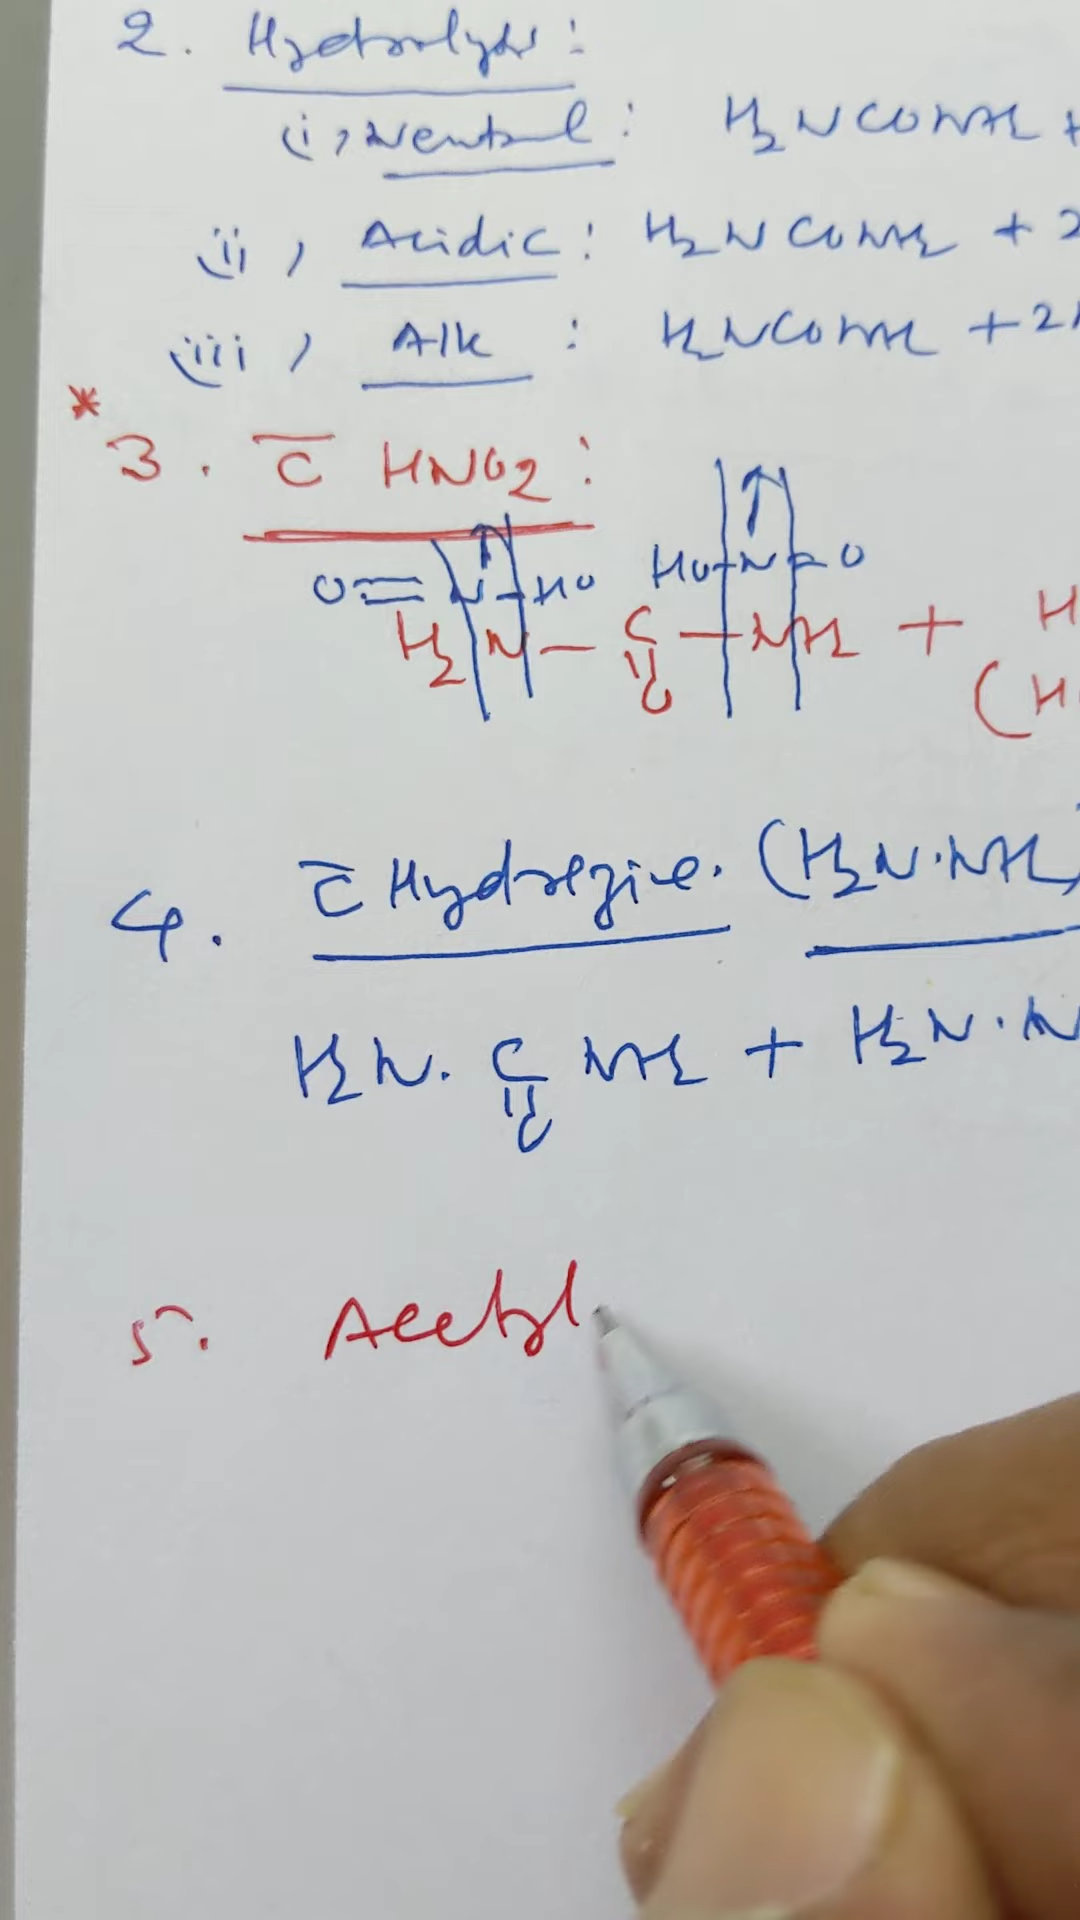 2. Hydrolysis:
(i) Neutral: H2NCONH2 +
(ii) Acidic: H2NCONH2 + 2
(iii) Alk : H2NCONH2 + 2
*
3. c̅ HNO2:
O=N-HO HO-N=O
H2N-C-NH2 + H
O (H
4. c̅ Hydrazine. (H2N.NH2)
H2N.C NH2 + H2N.N
O
5. Acetyl